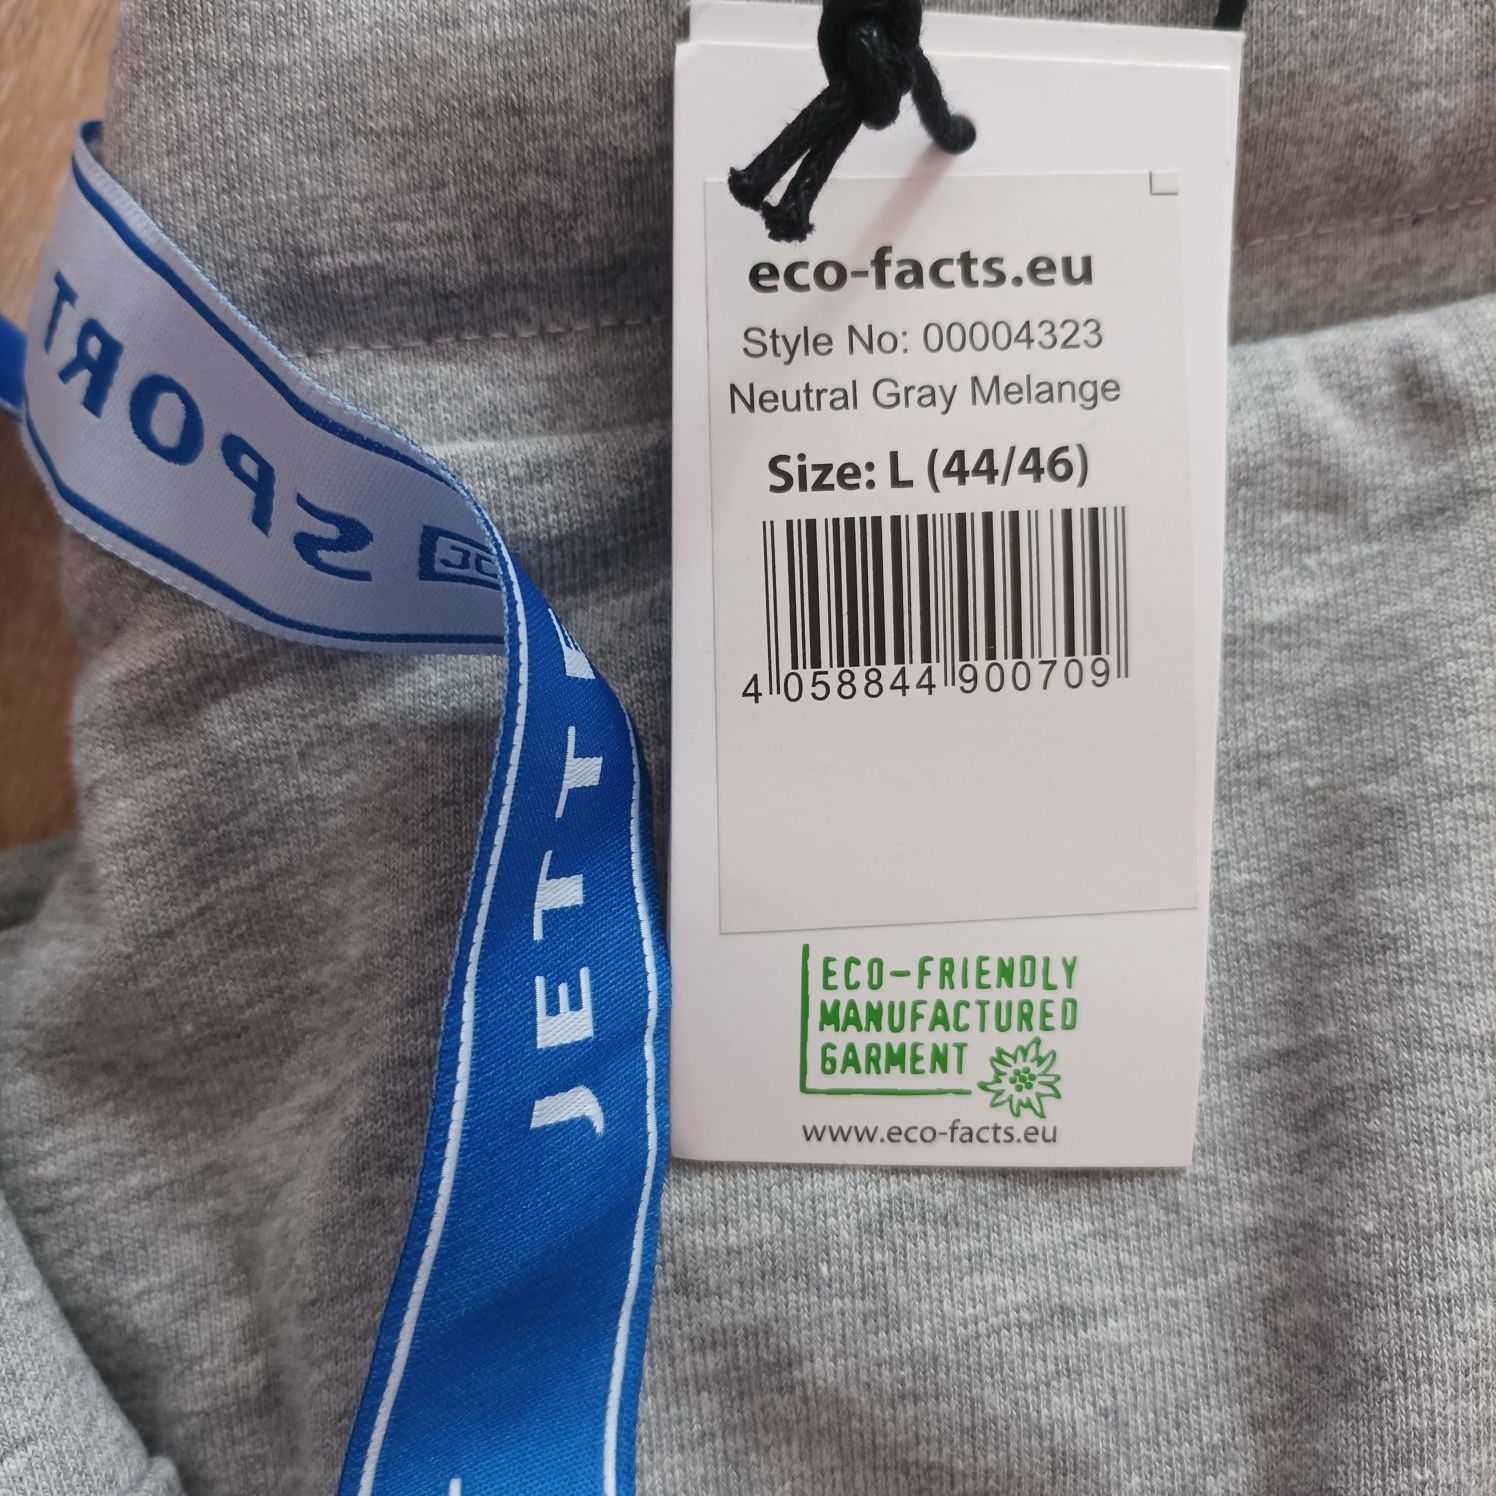 eco-facts.eu
Style No: 00004323
Neutral Gray Melange
Size: L (44/46)
4 058844 900709
ECO-FRIENDLY
MANUFACTURED
GARMENT
www.eco-facts.eu
JETTE
SPORT